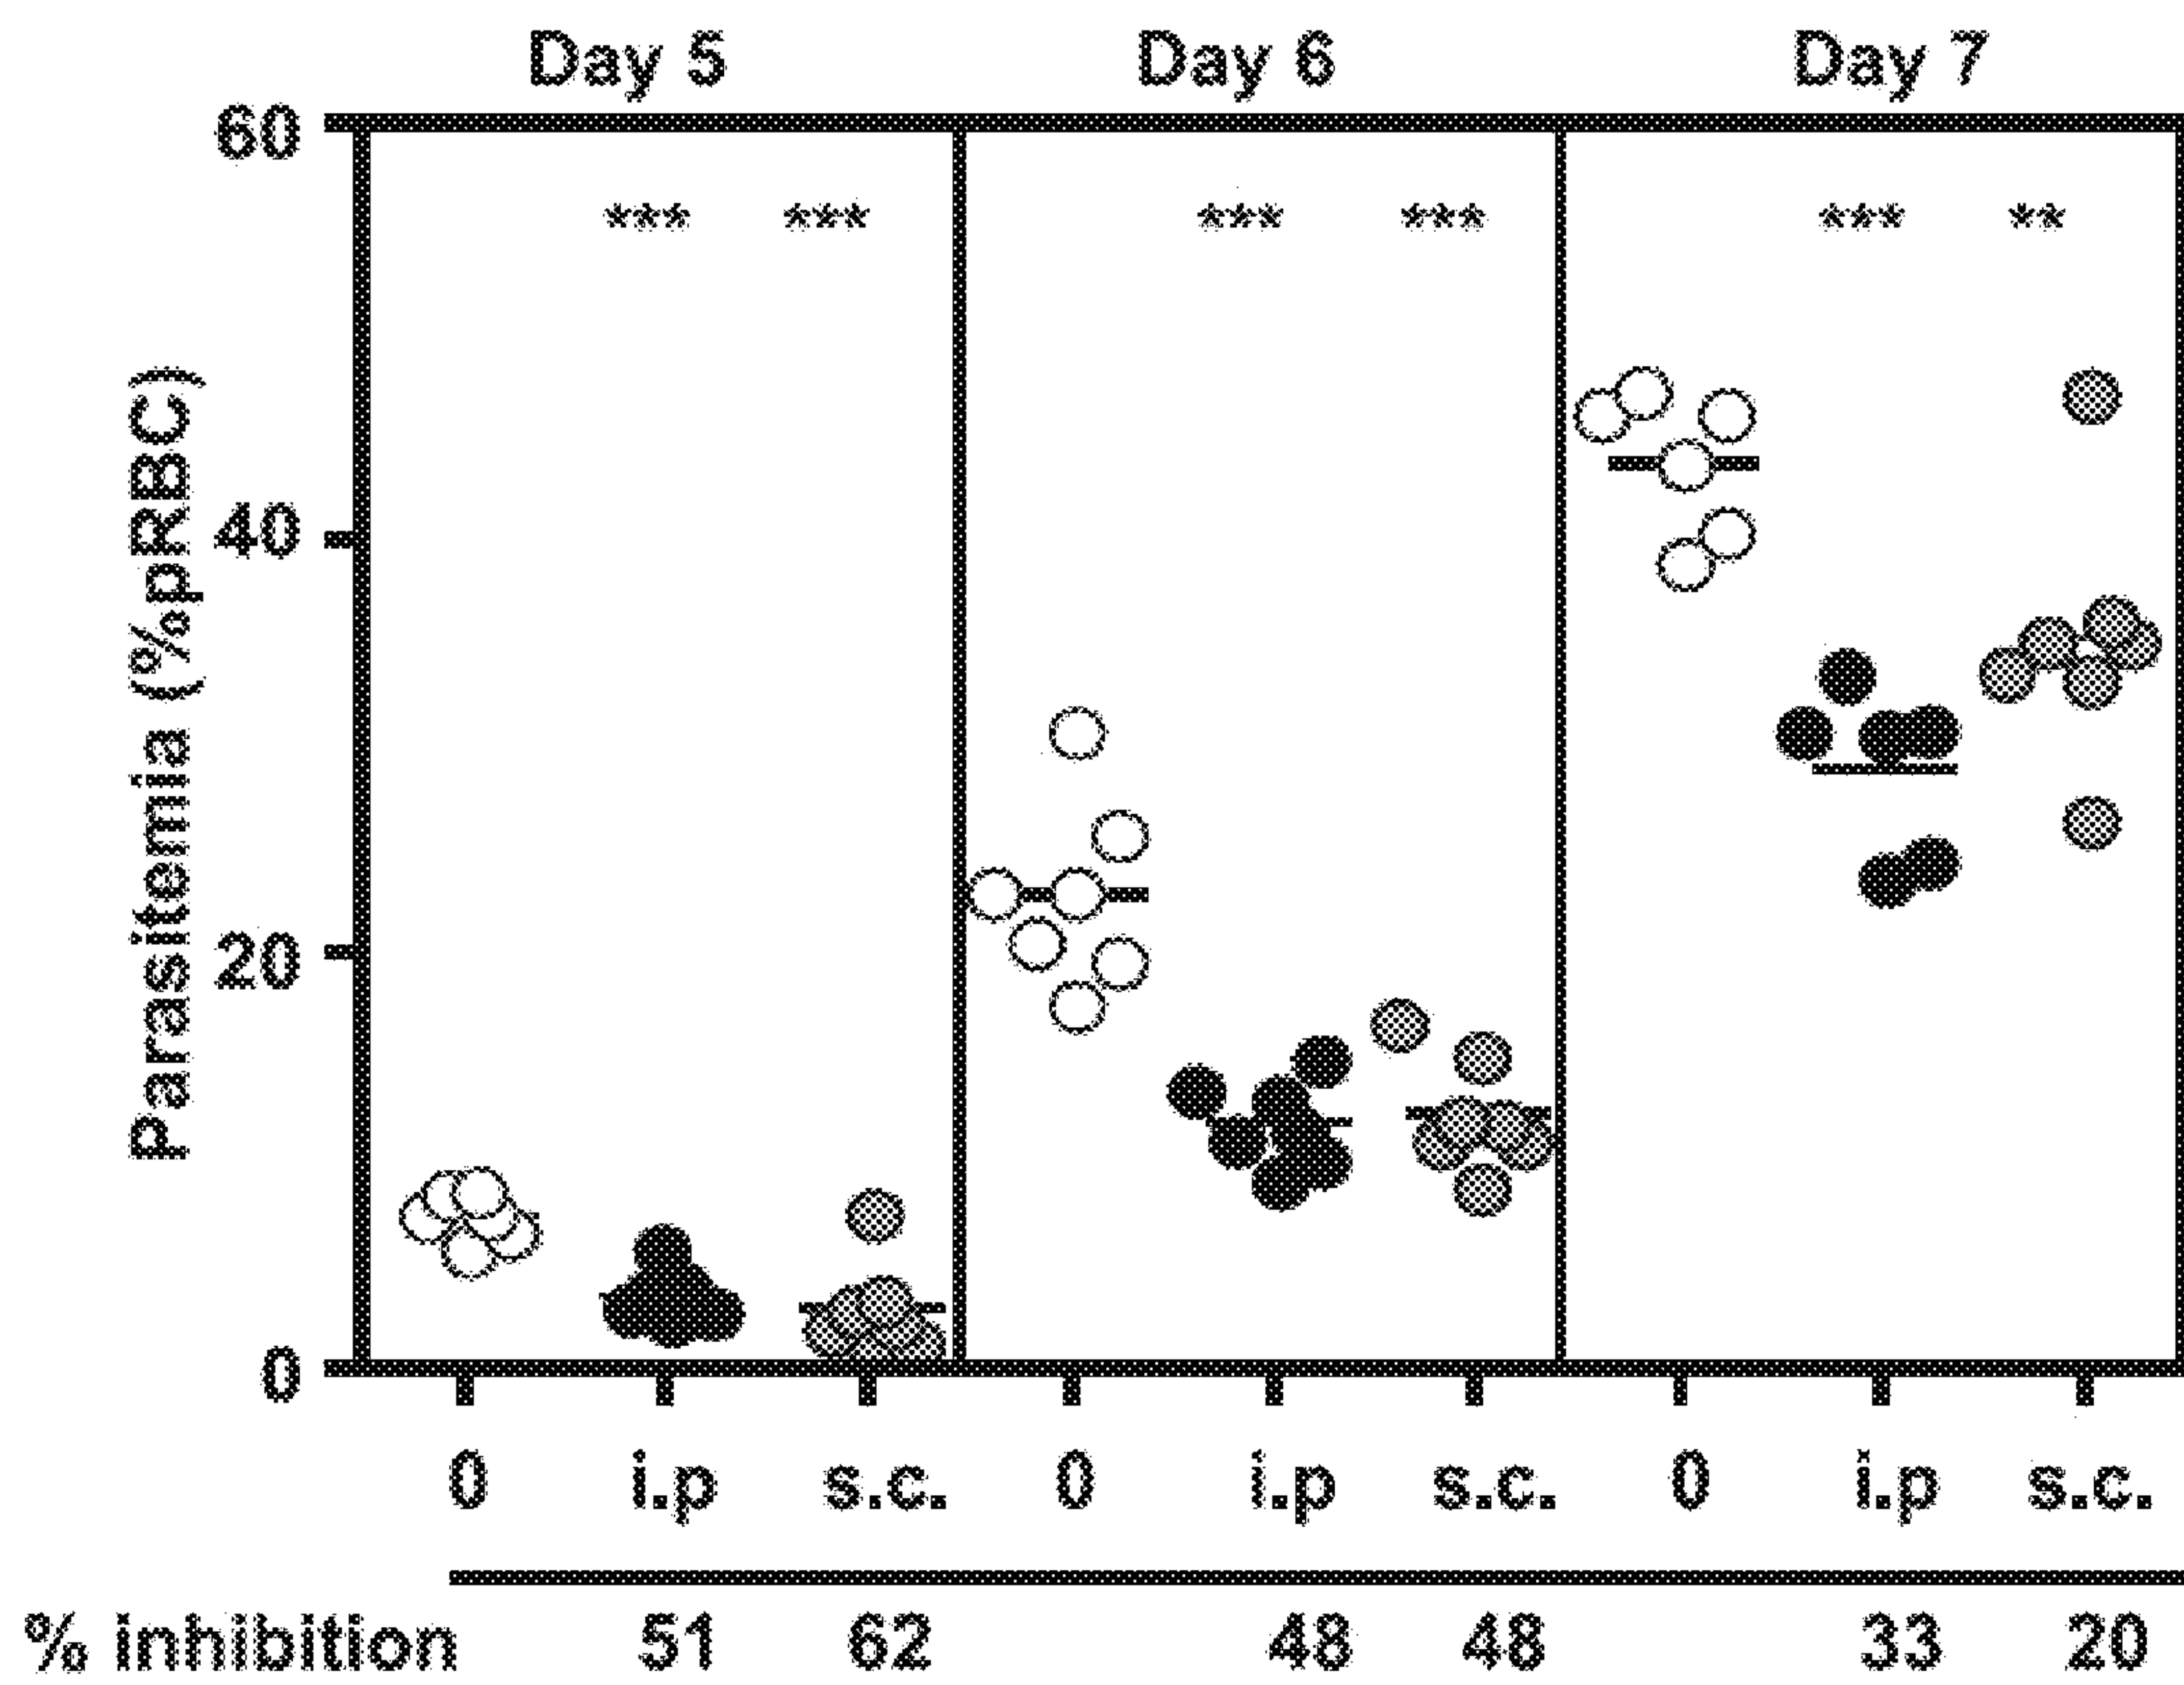 Day 5 Day 6 Day 7
60
*** *** *** *** *** **
40
20
0
Parasitemia (%pRBC)
0 i.p s.c. 0 i.p s.c. 0 i.p s.c.
% inhibition 51 62 48 48 33 20